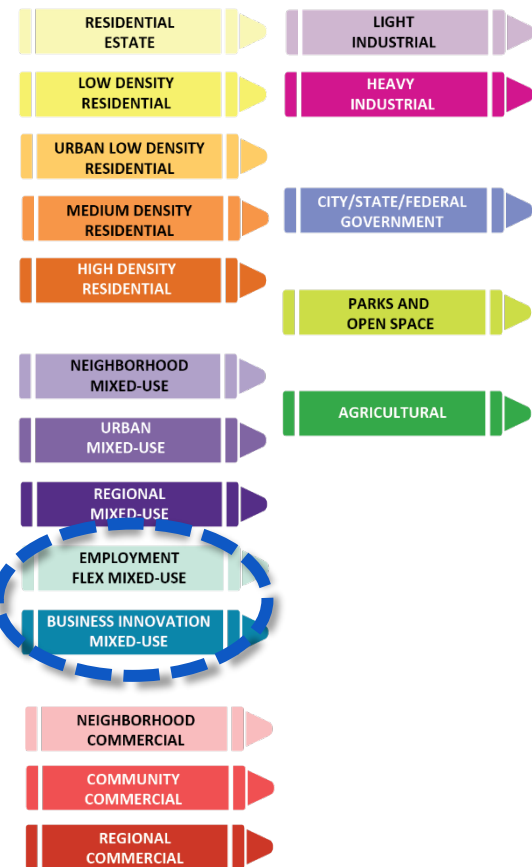 RESIDENTIAL
ESTATE
LOW DENSITY
RESIDENTIAL
URBAN LOW DENSITY
RESIDENTIAL
MEDIUM DENSITY
RESIDENTIAL
HIGH DENSITY
RESIDENTIAL
NEIGHBORHOOD
MIXED-USE
URBAN
MIXED-USE
REGIONAL
MIXED-USE
EMPLOYMENT
FLEX MIXED-USE
BUSINESS INNOVATION
MIXED-USE
NEIGHBORHOOD
COMMERCIAL
COMMUNITY
COMMERCIAL
REGIONAL
COMMERCIAL
LIGHT
INDUSTRIAL
HEAVY
INDUSTRIAL
CITY/STATE/FEDERAL
GOVERNMENT
PARKS AND
OPEN SPACE
AGRICULTURAL